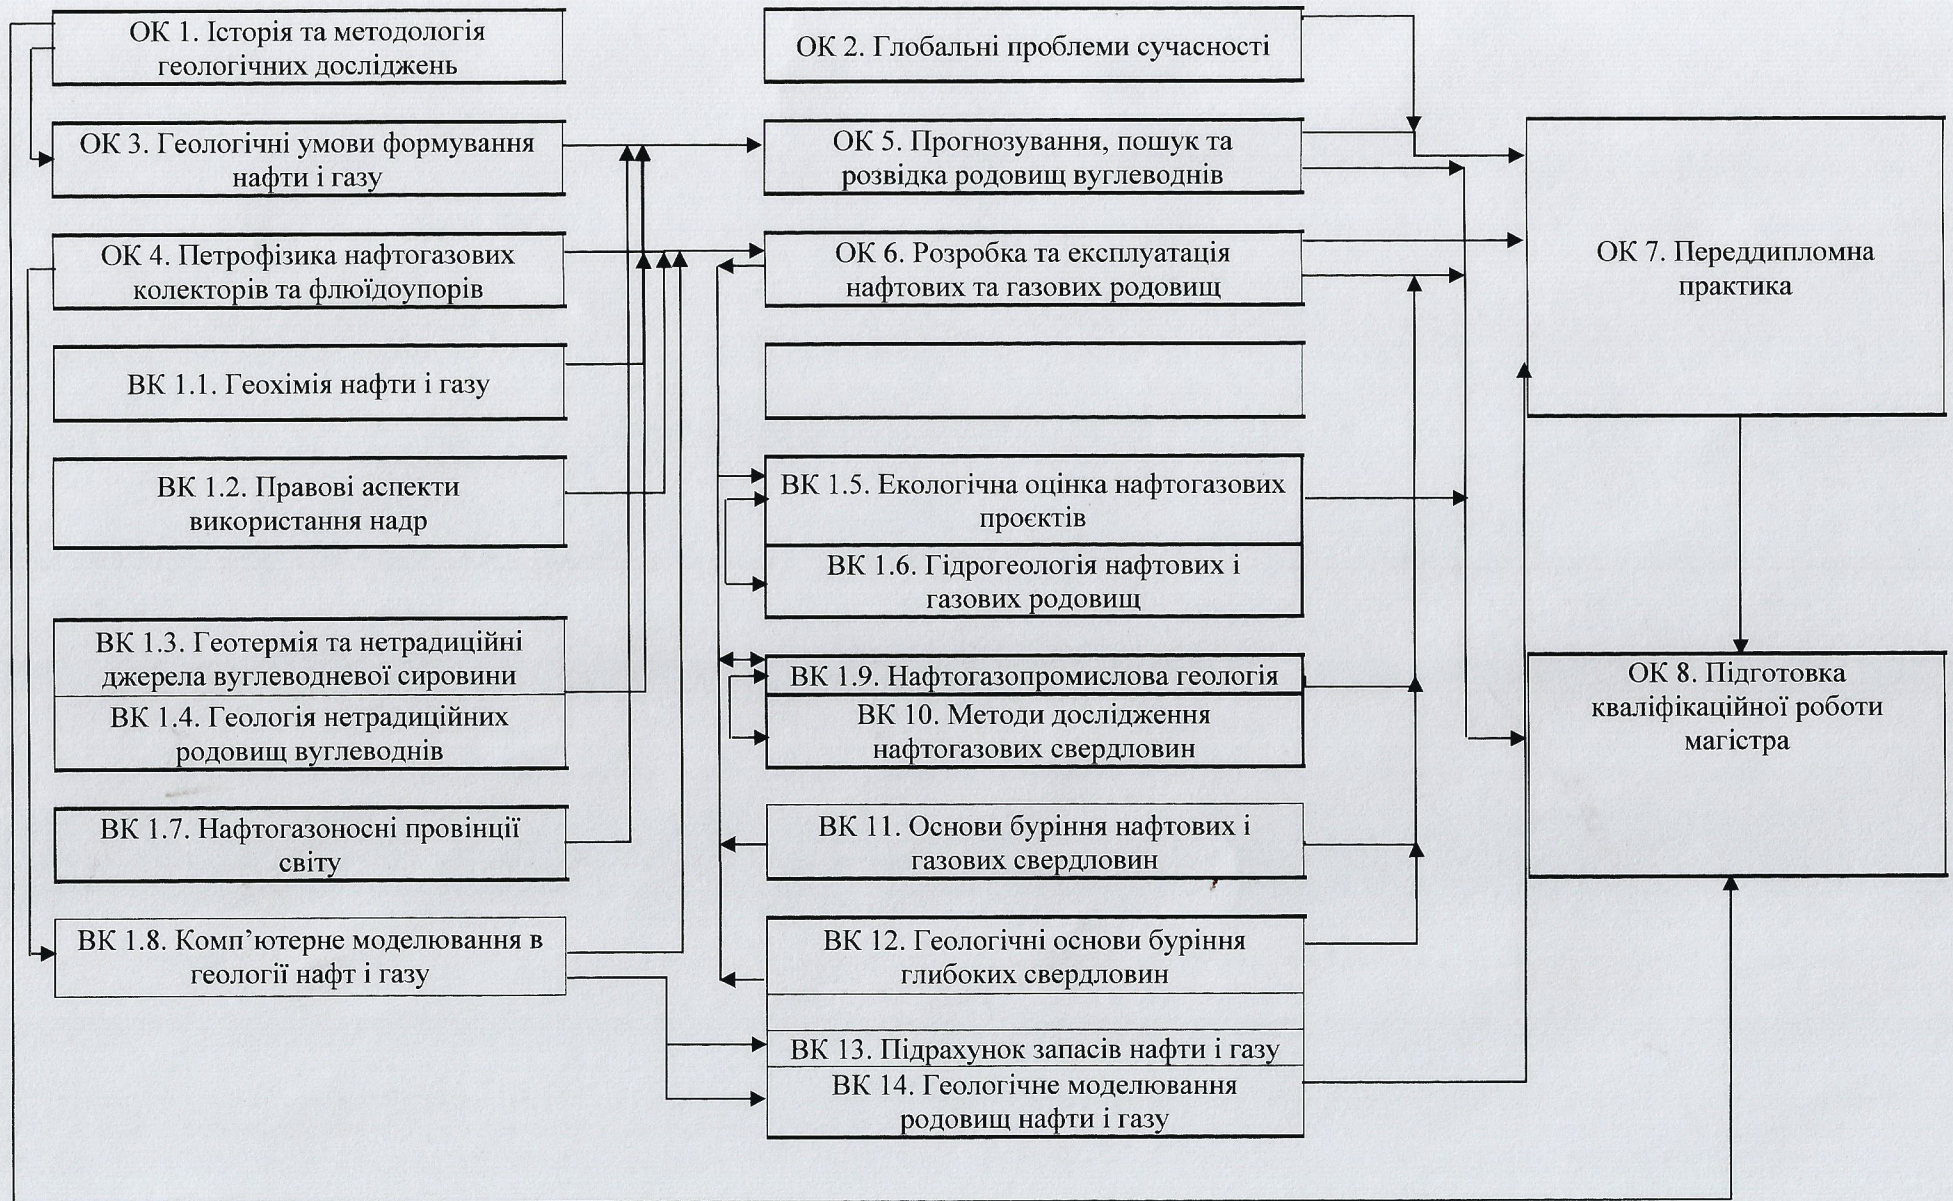 ОК 1. Історія та методологія
геологічних досліджень
ОК 3. Геологічні умови формування
нафти і газу
ОК 4. Петрофізика нафтогазових
колекторів та флюїдоупорів
ВК 1.1. Геохімія нафти і газу
ВК 1.2. Правові аспекти
використання надр
ВК 1.3. Геотермія та нетрадиційні
джерела вуглеводневої сировини
ВК 1.4. Геологія нетрадиційних
родовищ вуглеводнів
ВК 1.7. Нафтогазоносні провінції
світу
ВК 1.8. Комп’ютерне моделювання в
геології нафт і газу
ОК 2. Глобальні проблеми сучасності
ОК 5. Прогнозування, пошук та
розвідка родовищ вуглеводнів
ОК 6. Розробка та експлуатація
нафтових та газових родовищ
ВК 1.5. Екологічна оцінка нафтогазових
проєктів
ВК 1.6. Гідрогеологія нафтових і
газових родовищ
ВК 1.9. Нафтогазопромислова геологія
ВК 10. Методи дослідження
нафтогазових свердловин
ВК 11. Основи буріння нафтових і
газових свердловин
ВК 12. Геологічні основи буріння
глибоких свердловин
ВК 13. Підрахунок запасів нафти і газу
ВК 14. Геологічне моделювання
родовищ нафти і газу
ОК 7. Переддипломна
практика
ОК 8. Підготовка
кваліфікаційної роботи
магістра